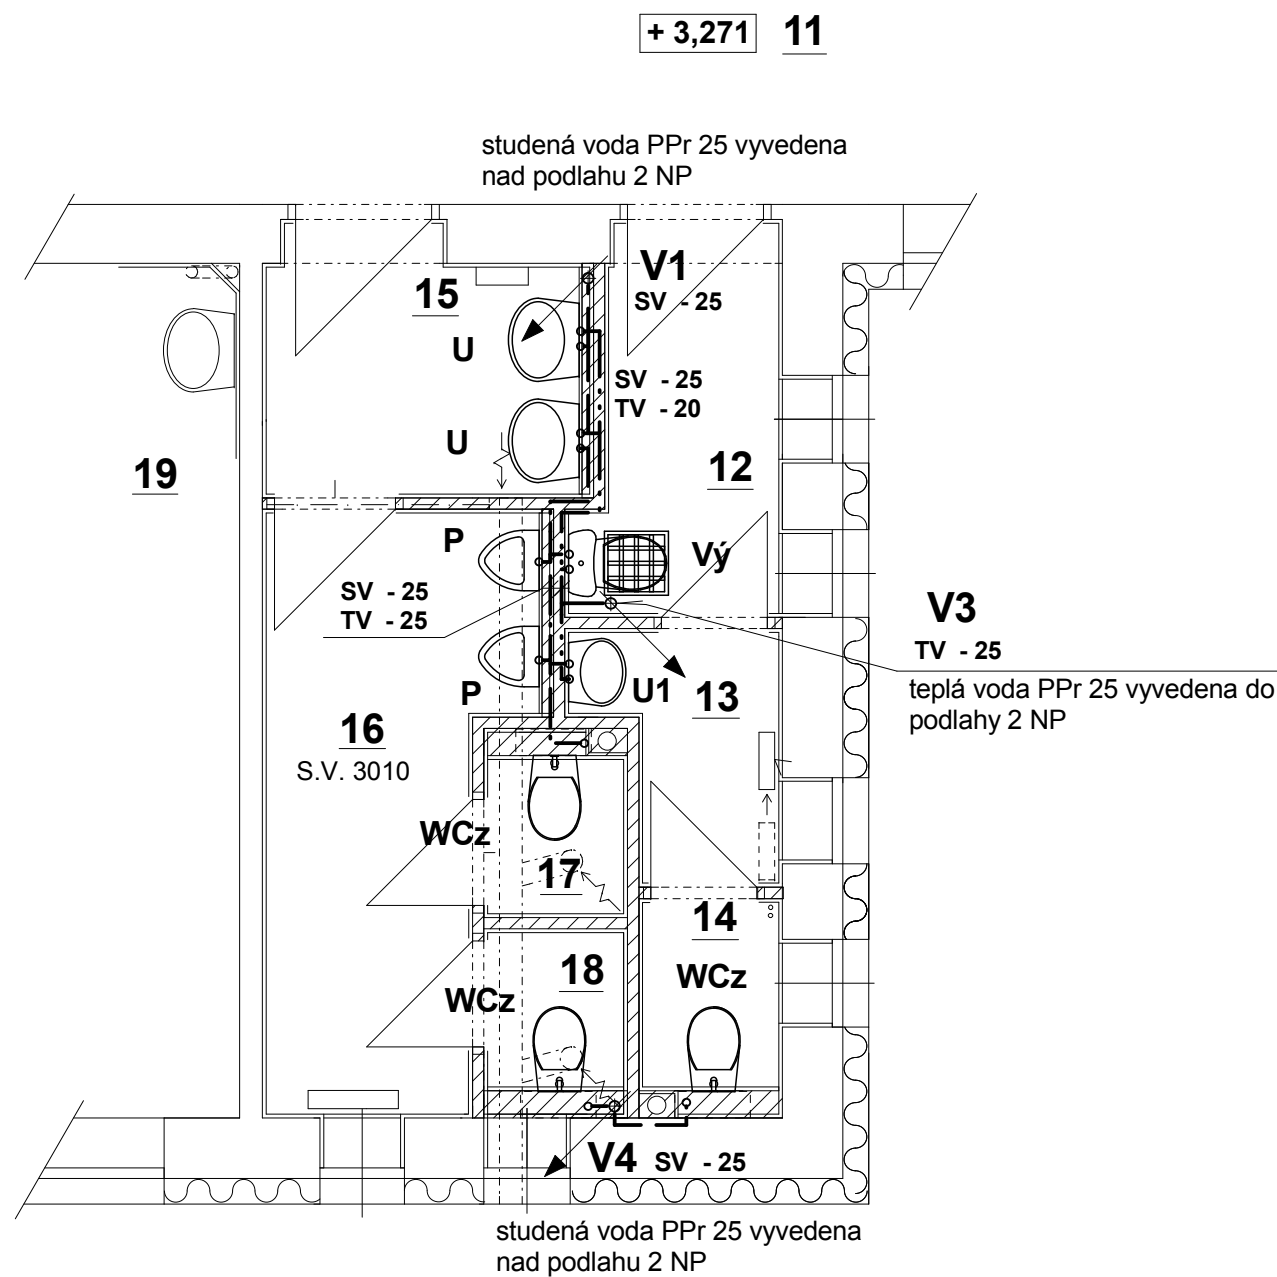 + 3,271 11
studená voda PPr 25 vyvedena
nad podlahu 2 NP
V1
SV - 25
15
U
SV - 25
TV - 20
U
19
12
P
Vý
SV - 25
TV - 25
V3
TV - 25
teplá voda PPr 25 vyvedena do
podlahy 2 NP
P
U1
13
16
S.V. 3010
WCz
17
14
WCz
18
WCz
V4 SV - 25
studená voda PPr 25 vyvedena
nad podlahu 2 NP